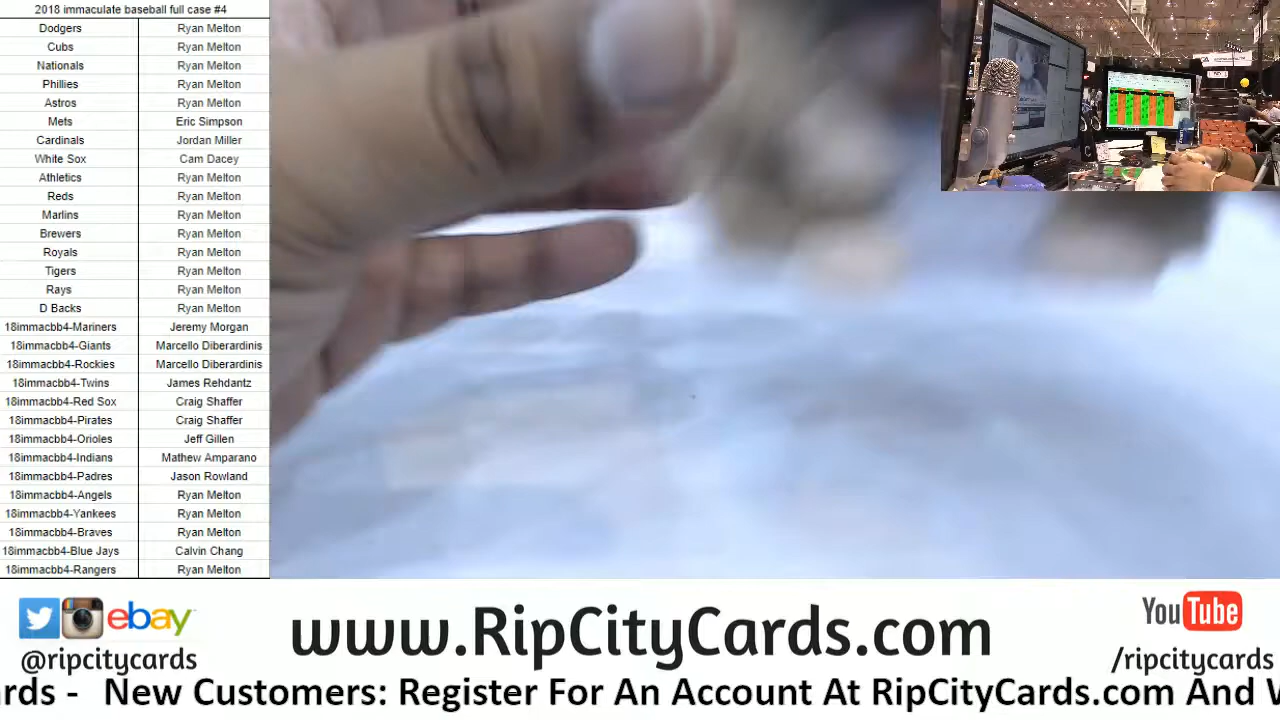 2018 immaculate baseball full case #4
Dodgers Ryan Melton
Cubs Ryan Melton
Nationals Ryan Melton
Phillies Ryan Melton
Astros Ryan Melton
Mets Eric Simpson
Cardinals Jordan Miller
White Sox Cam Dacey
Athletics Ryan Melton
Reds Ryan Melton
Marlins Ryan Melton
Brewers Ryan Melton
Royals Ryan Melton
Tigers Ryan Melton
Rays Ryan Melton
D Backs Ryan Melton
18immacbb4-Mariners Jeremy Morgan
18immacbb4-Giants Marcello Diberardinis
18immacbb4-Rockies Marcello Diberardinis
18immacbb4-Twins James Rehdantz
18immacbb4-Red Sox Craig Shaffer
18immacbb4-Pirates Craig Shaffer
18immacbb4-Orioles Jeff Gillen
18immacbb4-Indians Mathew Amparano
18immacbb4-Padres Jason Rowland
18immacbb4-Angels Ryan Melton
18immacbb4-Yankees Ryan Melton
18immacbb4-Braves Ryan Melton
18immacbb4-Blue Jays Calvin Chang
18immacbb4-Rangers Ryan Melton
ebay
@ripcitycards
www.RipCityCards.com
YouTube
/ripcitycards
ards - New Customers: Register For An Account At RipCityCards.com And V